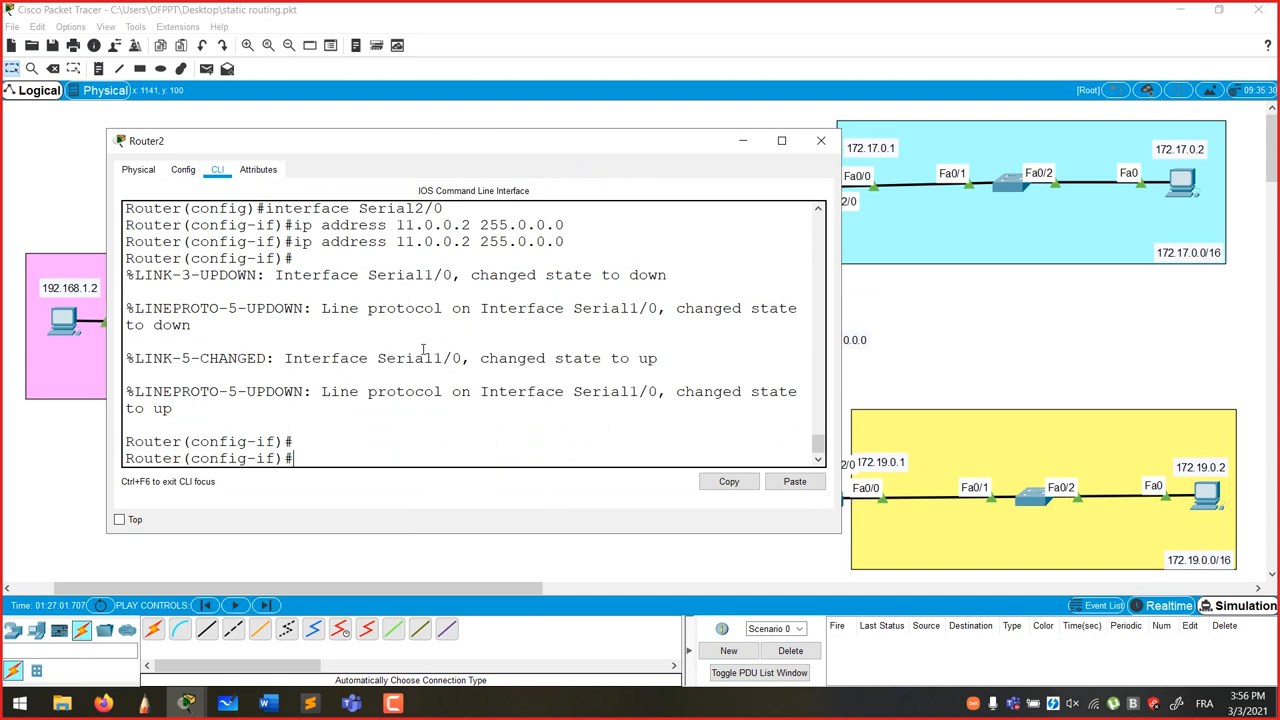 Cisco Packet Tracer - C:\Users\OFPPT\Desktop\static routing.pkt
File Edit Options View Tools Extensions Help
?
Logical Physical x: 1141, y: 100 [Root] 09:35:30
Router2
Physical Config CLI Attributes
IOS Command Line Interface
Router(config)#interface Serial2/0
Router(config-if)#ip address 11.0.0.2 255.0.0.0
Router(config-if)#ip address 11.0.0.2 255.0.0.0
Router(config-if)#
%LINK-3-UPDOWN: Interface Serial1/0, changed state to down
%LINEPROTO-5-UPDOWN: Line protocol on Interface Serial1/0, changed state
to down
%LINK-5-CHANGED: Interface Serial1/0, changed state to up
%LINEPROTO-5-UPDOWN: Line protocol on Interface Serial1/0, changed state
to up
Router(config-if)#
Router(config-if)#
Ctrl+F6 to exit CLI focus
Copy Paste
Top
192.168.1.2
172.17.0.1
172.17.0.2
Fa0/0 Fa0/1 Fa0/2 Fa0
2/0
172.17.0.0/16
0.0.0
2/0 172.19.0.1
172.19.0.2
Fa0/0 Fa0/1 Fa0/2 Fa0
172.19.0.0/16
Time: 01:27:01.707 PLAY CONTROLS: Event List Realtime Simulation
Scenario 0
New Delete
Toggle PDU List Window
Fire Last Status Source Destination Type Color Time(sec) Periodic Num Edit Delete
Automatically Choose Connection Type
FRA
3:56 PM
3/3/2021